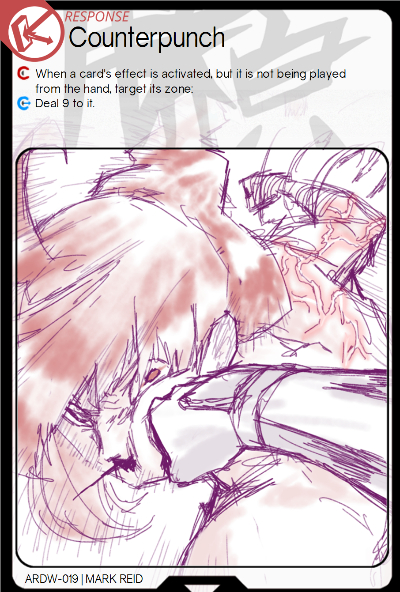 RESPONSE
Counterpunch
When a card's effect is activated, but it is not being played
from the hand, target its zone:
Deal 9 to it.
ARDW-019 | MARK REID